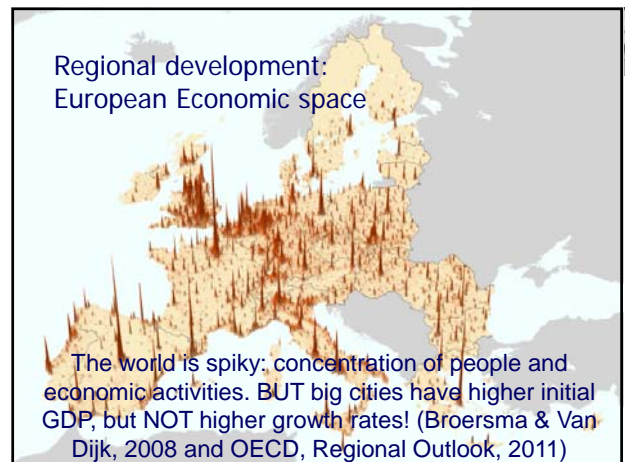 Regional development:
European Economic space
The world is spiky: concentration of people and
economic activities. BUT big cities have higher initial
GDP, but NOT higher growth rates! (Broersma & Van
Dijk, 2008 and OECD, Regional Outlook, 2011)